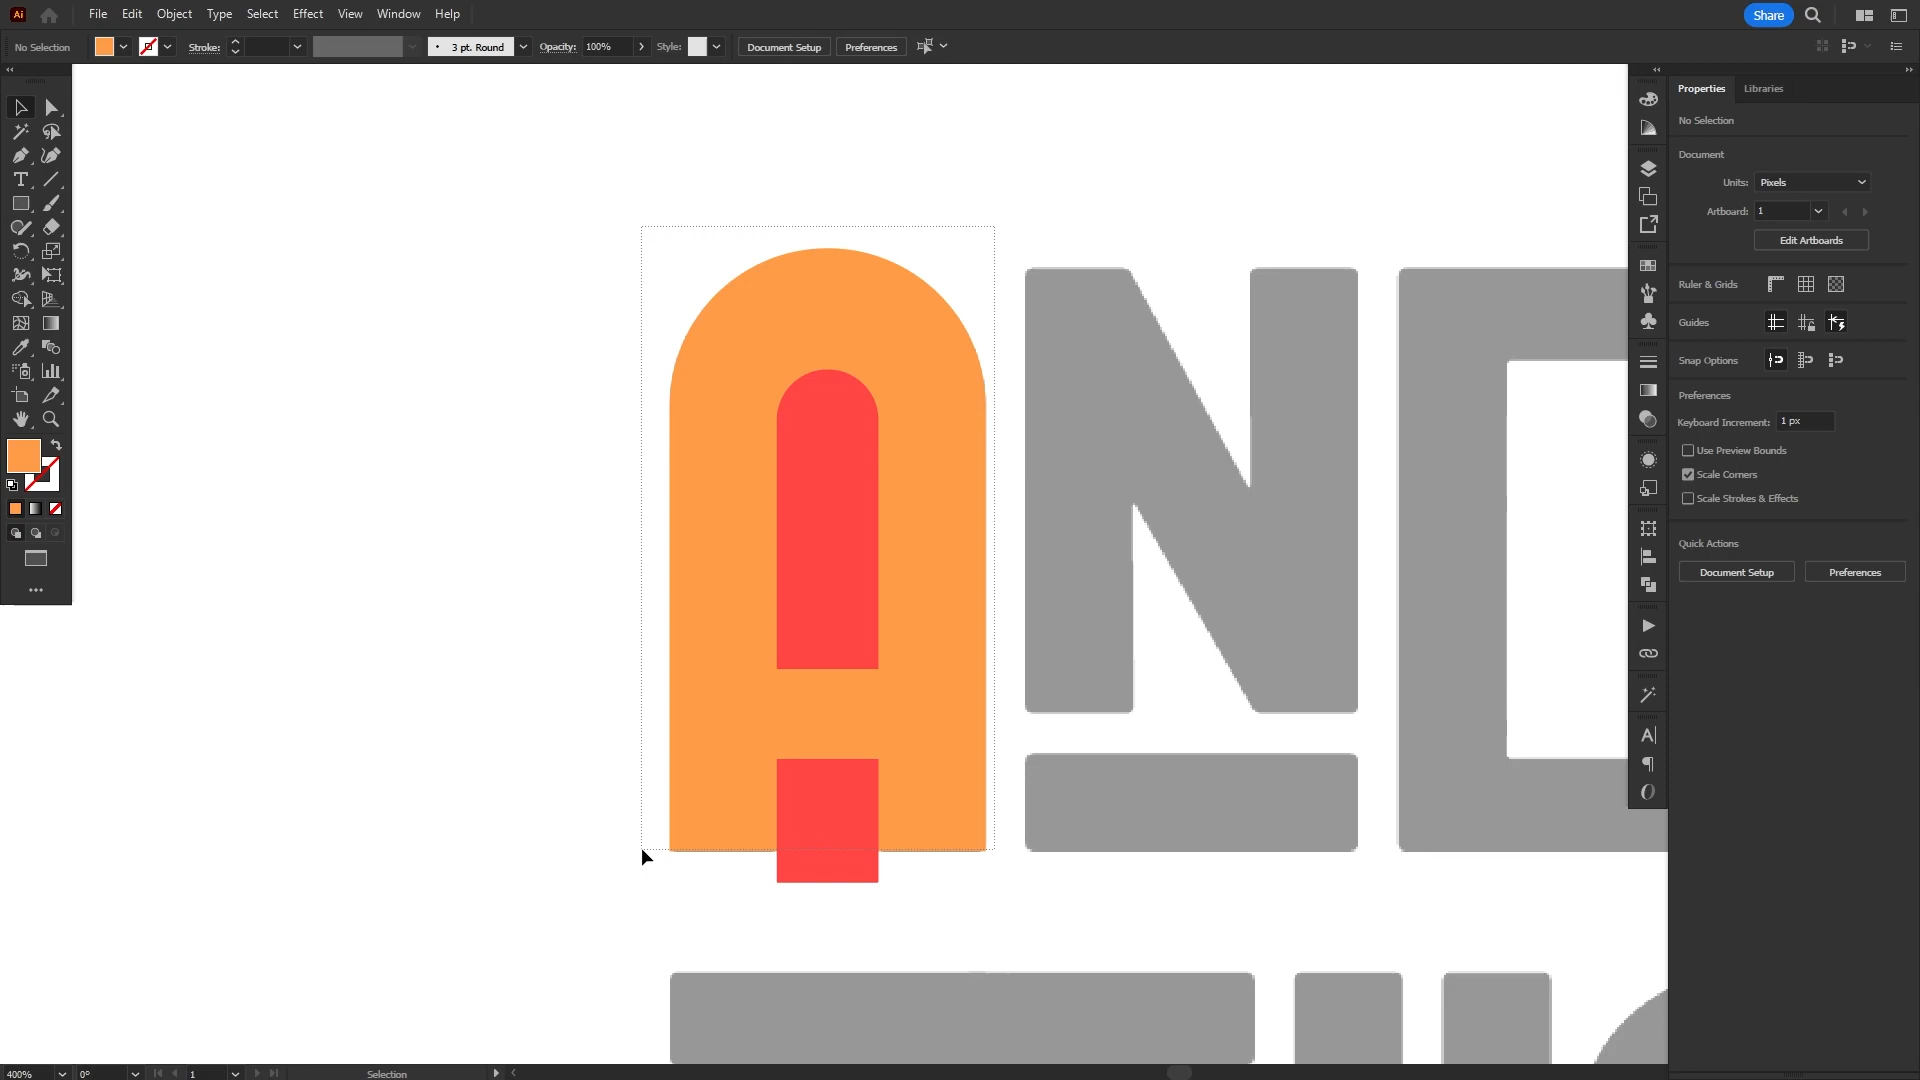 Ai File Edit Object Type Select Effect View Window Help Share
No Selection Stroke: 3 pt. Round Opacity: 100% Style: Document Setup Preferences
Properties Libraries
No Selection
Document
Units: Pixels
Artboard: 1
Edit Artboards
Ruler & Grids
Guides
Snap Options
Preferences
Keyboard Increment: 1 px
Use Preview Bounds
Scale Corners
Scale Strokes & Effects
Quick Actions
Document Setup Preferences
AN
400% 0° 1 Selection